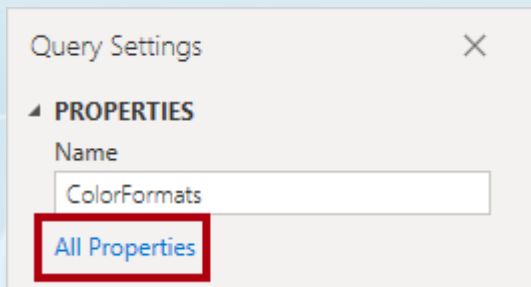 Query Settings
PROPERTIES
Name
ColorFormats
All Properties